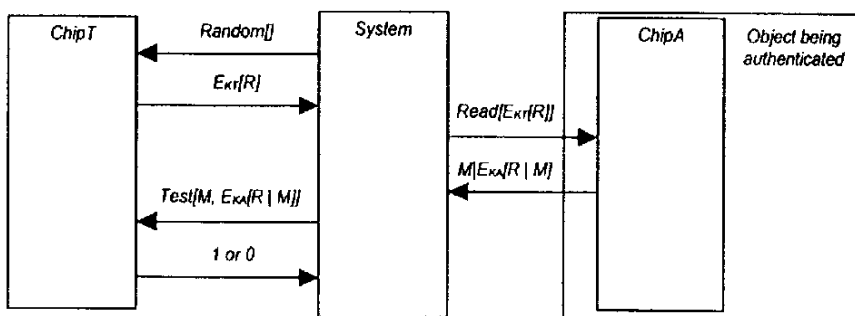 ChipT
System
ChipA
Object being
authenticated
Random[]
E_KT[R]
Read[E_KT[R]]
M|E_KA[R | M]
Test[M, E_KA[R | M]]
1 or 0